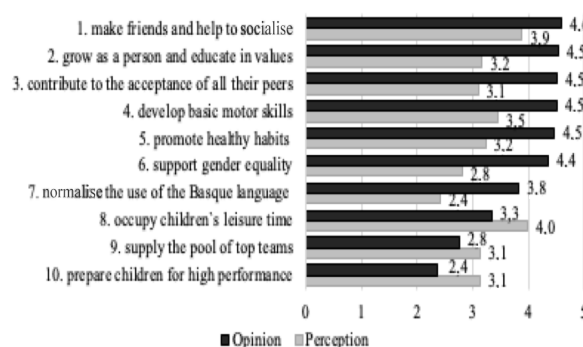 1. make friends and help to socialise
3.9
2. grow as a person and educate in values
4.5
3.2
3. contribute to the acceptance of all their peers
4.5
3.1
4. develop basic motor skills
4.5
3,5
5. promote healthy habits
4.5
3.2
6. support gender equality
4.4
2.8
7. normalise the use of the Basque language
3.8
2.4
8. occupy children's leisure time
3,3
4.0
9. supply the pool of top teams
2.8
3.1
10. prepare children for high performance
2.4
3.1
0 1 2 3 4
Opinion Perception